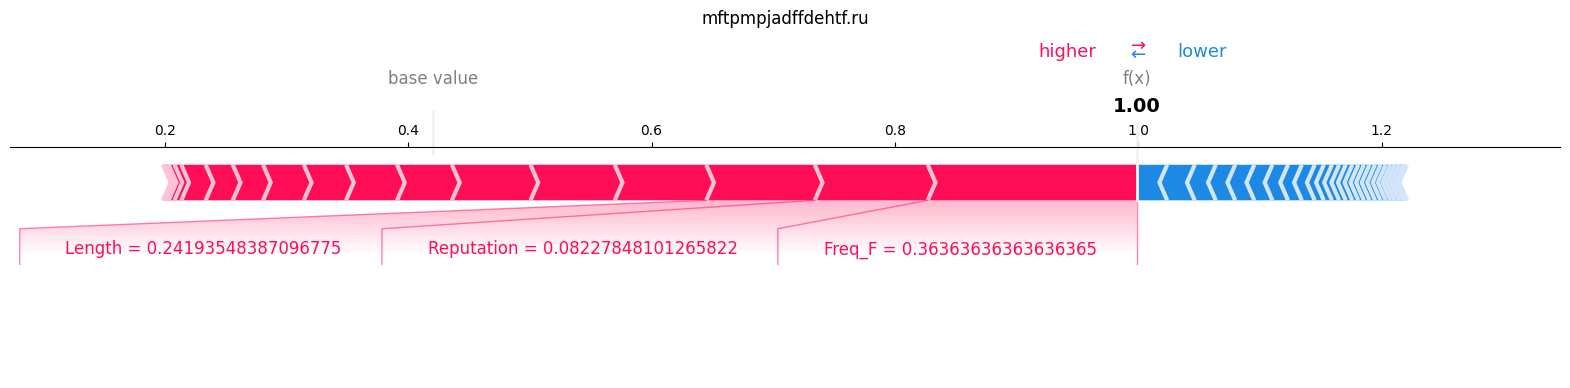 mftpmpjadffdehtf.ru
higher ⇄ lower
base value
f(x)
1.00
0.2 0.4 0.6 0.8 1.0 1.2
Length = 0.24193548387096775
Reputation = 0.08227848101265822
Freq_F = 0.36363636363636365